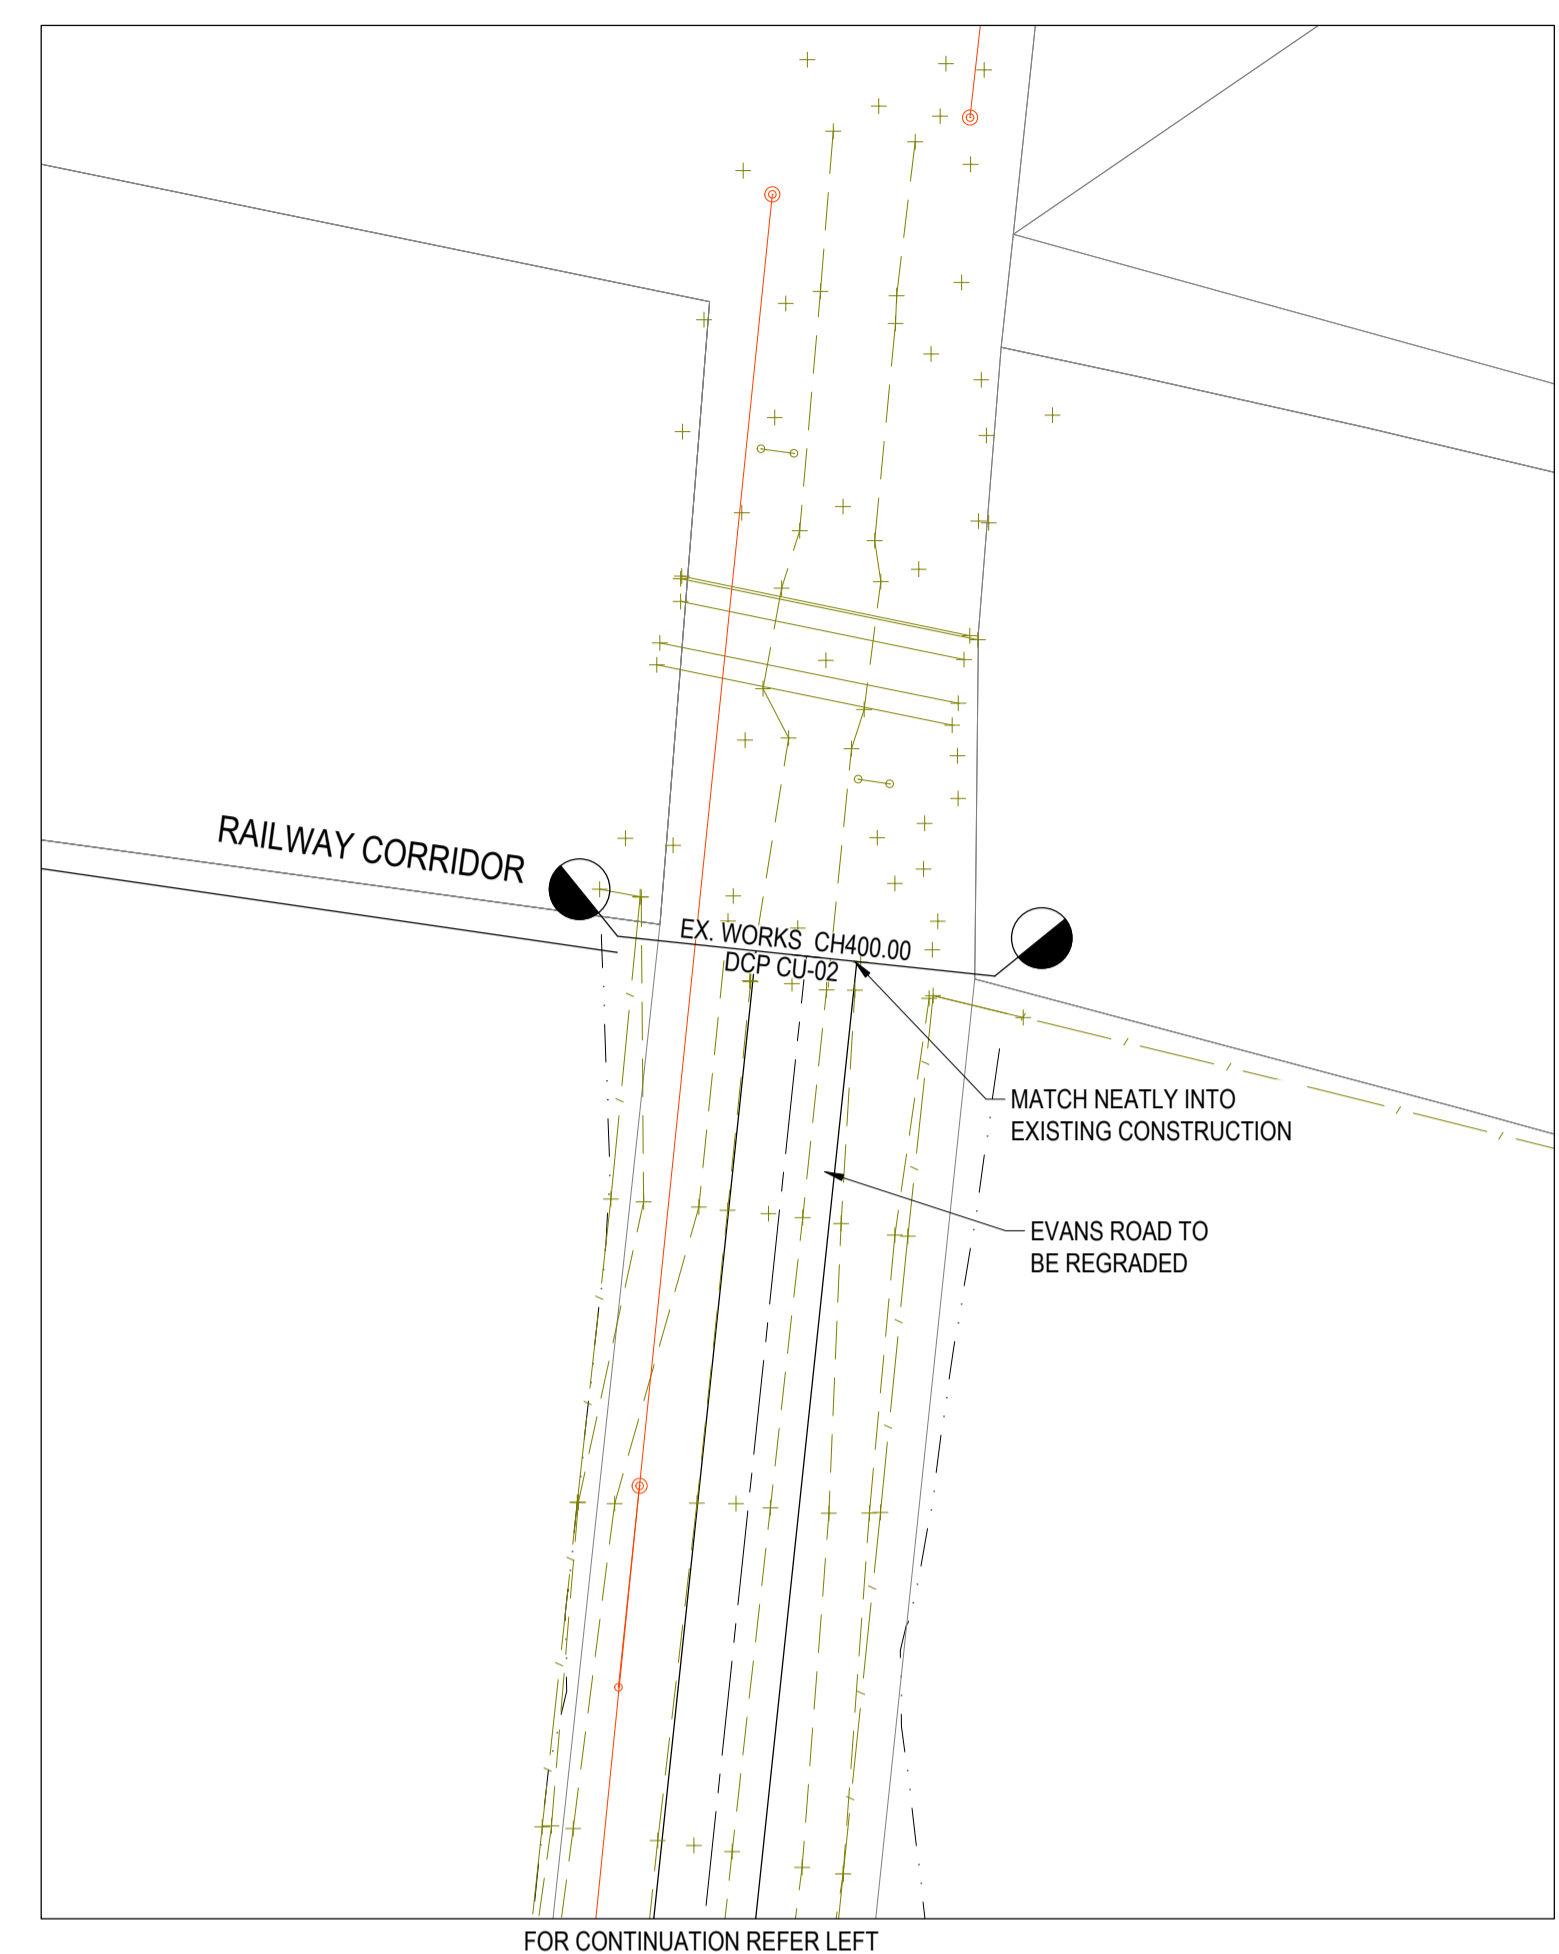 RAILWAY CORRIDOR
EX. WORKS CH400.00
DCP CU-02
MATCH NEATLY INTO
EXISTING CONSTRUCTION
EVANS ROAD TO
BE REGRADED
FOR CONTINUATION REFER LEFT